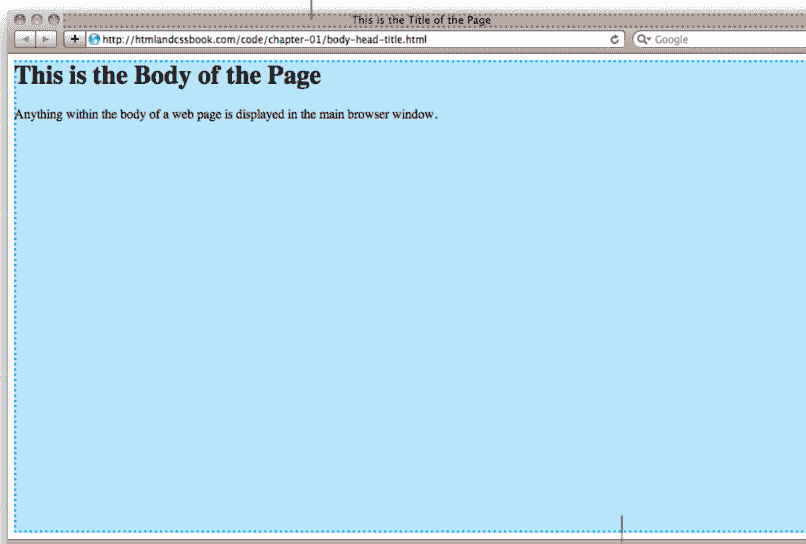 This is the Title of the Page
http://htmlandcssbook.com/code/chapter-01/body-head-title.html
Google
This is the Body of the Page
Anything within the body of a web page is displayed in the main browser window.